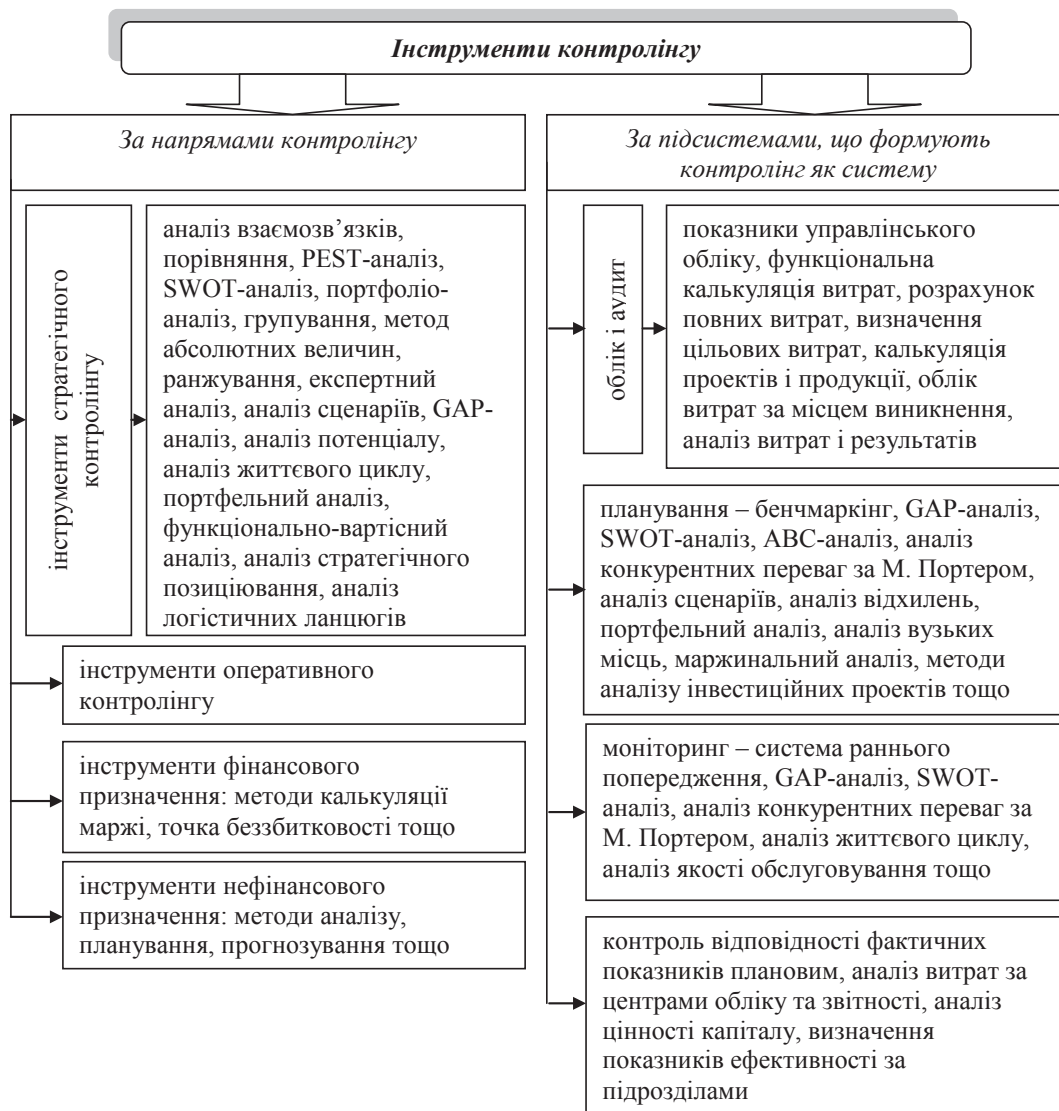 Інструменти контролінгу
За напрямами контролінгу
інструменти стратегічного
контролінгу
аналіз взаємозв’язків,
порівняння, PEST-аналіз,
SWOT-аналіз, портфоліо-
аналіз, групування, метод
абсолютних величин,
ранжування, експертний
аналіз, аналіз сценаріїв, GAP-
аналіз, аналіз потенціалу,
аналіз життєвого циклу,
портфельний аналіз,
функціонально-вартісний
аналіз, аналіз стратегічного
позиціювання, аналіз
логістичних ланцюгів
інструменти оперативного
контролінгу
інструменти фінансового
призначення: методи калькуляції
маржі, точка беззбитковості тощо
інструменти нефінансового
призначення: методи аналізу,
планування, прогнозування тощо
За підсистемами, що формують
контролінг як систему
облік і аудит
показники управлінського
обліку, функціональна
калькуляція витрат, розрахунок
повних витрат, визначення
цільових витрат, калькуляція
проектів і продукції, облік
витрат за місцем виникнення,
аналіз витрат і результатів
планування – бенчмаркінг, GAP-аналіз,
SWOT-аналіз, ABC-аналіз, аналіз
конкурентних переваг за М. Портером,
аналіз сценаріїв, аналіз відхилень,
портфельний аналіз, аналіз вузьких
місць, маржинальний аналіз, методи
аналізу інвестиційних проектів тощо
моніторинг – система раннього
попередження, GAP-аналіз, SWOT-
аналіз, аналіз конкурентних переваг за
М. Портером, аналіз життєвого циклу,
аналіз якості обслуговування тощо
контроль відповідності фактичних
показників плановим, аналіз витрат за
центрами обліку та звітності, аналіз
цінності капіталу, визначення
показників ефективності за
підрозділами